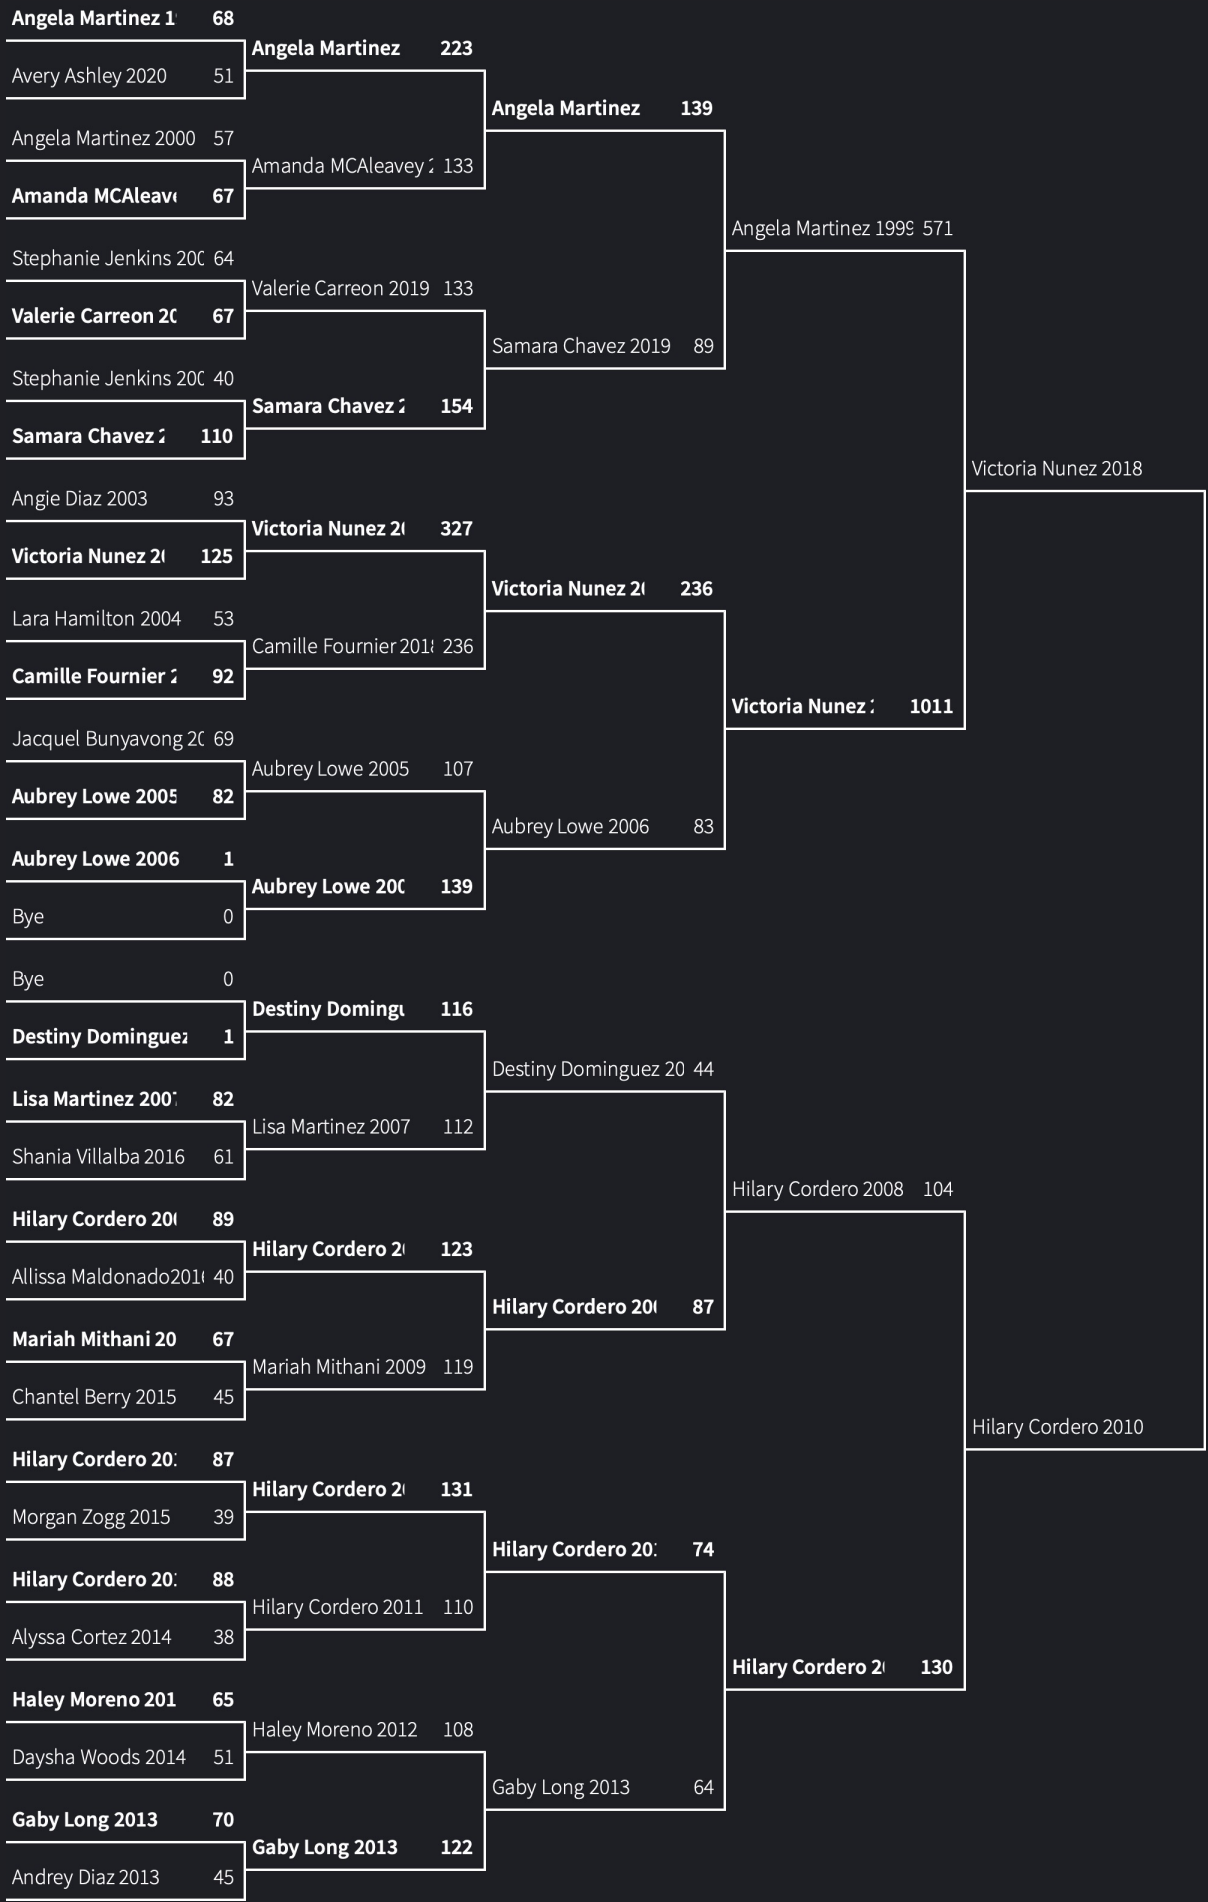 Angela Martinez 1 68
Avery Ashley 2020 51
Angela Martinez 2000 57
Amanda MCAleave 67
Stephanie Jenkins 200 64
Valerie Carreon 20 67
Stephanie Jenkins 200 40
Samara Chavez 2 110
Angie Diaz 2003 93
Victoria Nunez 20 125
Lara Hamilton 2004 53
Camille Fournier 2 92
Jacquel Bunyavong 20 69
Aubrey Lowe 2005 82
Aubrey Lowe 2006 1
Bye 0
Bye 0
Destiny Dominguez 1
Lisa Martinez 2007 82
Shania Villalba 2016 61
Hilary Cordero 200 89
Allissa Maldonado2016 40
Mariah Mithani 20 67
Chantel Berry 2015 45
Hilary Cordero 201 87
Morgan Zogg 2015 39
Hilary Cordero 201 88
Alyssa Cortez 2014 38
Haley Moreno 201 65
Daysha Woods 2014 51
Gaby Long 2013 70
Andrey Diaz 2013 45
Angela Martinez 223
Amanda MCAleavey 2 133
Valerie Carreon 2019 133
Samara Chavez 2 154
Victoria Nunez 20 327
Camille Fournier 2018 236
Aubrey Lowe 2005 107
Aubrey Lowe 200 139
Destiny Domingu 116
Lisa Martinez 2007 112
Hilary Cordero 20 123
Mariah Mithani 2009 119
Hilary Cordero 20 131
Hilary Cordero 2011 110
Haley Moreno 2012 108
Gaby Long 2013 122
Angela Martinez 139
Samara Chavez 2019 89
Victoria Nunez 20 236
Aubrey Lowe 2006 83
Destiny Dominguez 20 44
Hilary Cordero 200 87
Hilary Cordero 201 74
Gaby Long 2013 64
Angela Martinez 1999 571
Victoria Nunez 2 1011
Hilary Cordero 2008 104
Hilary Cordero 20 130
Victoria Nunez 2018
Hilary Cordero 2010